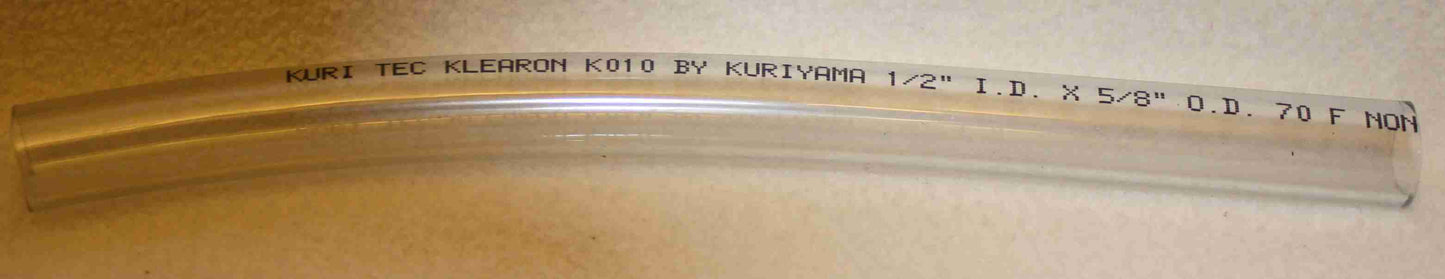 KURI TEC KLEARON K010 BY KURIYAMA 1/2" I.D. X 5/8" O.D. 70 F NON